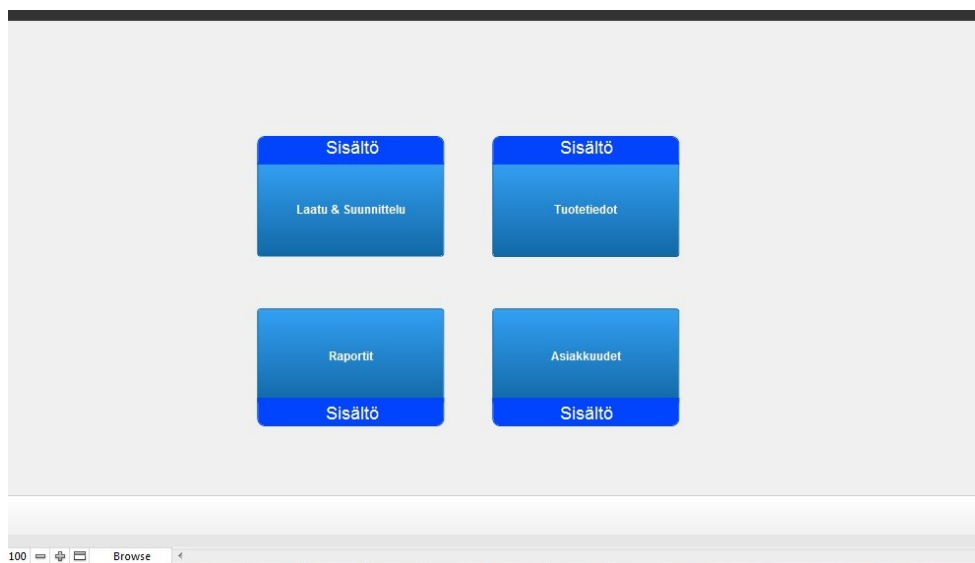 Sisältö
Sisältö
Laatu & Suunnittelu
Tuotetiedot
Raportit
Asiakkuudet
Sisältö
Sisältö
100
Browse